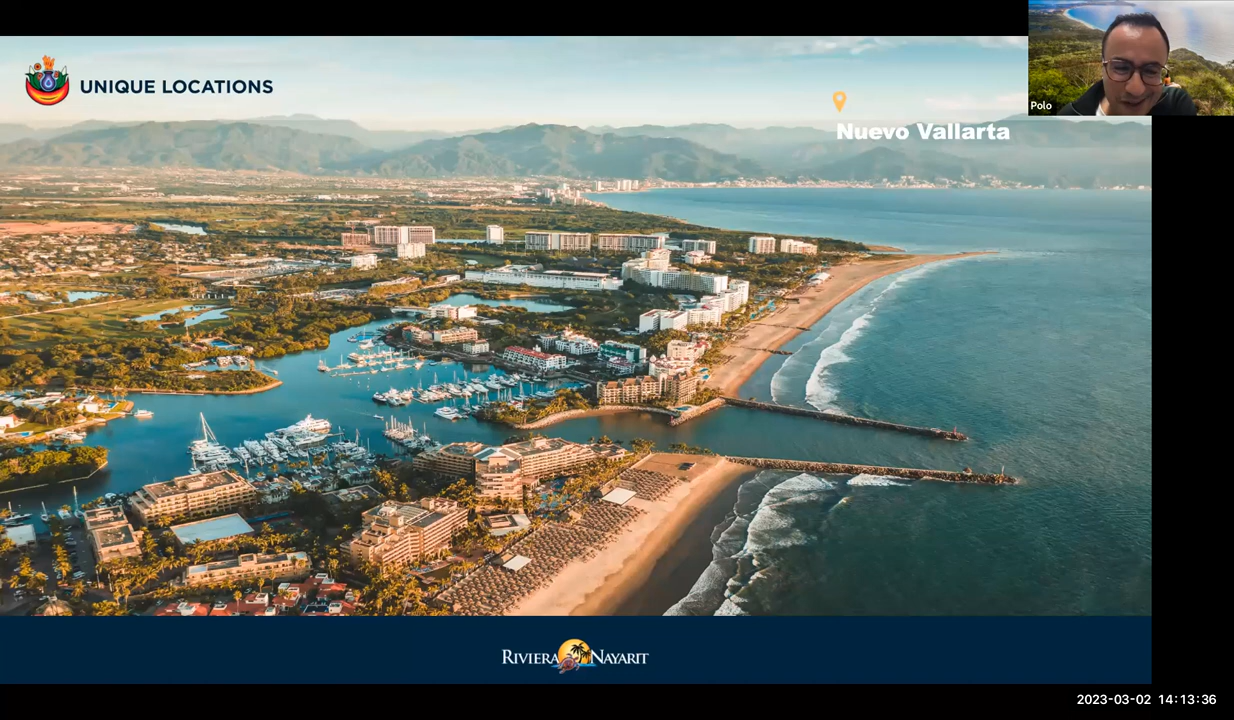 UNIQUE LOCATIONS
Polo
Nuevo Vallarta
RIVIERA NAYARIT
2023-03-02 14:13:36